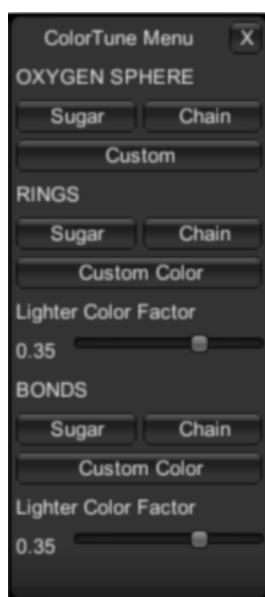 ColorTune Menu X
OXYGEN SPHERE
Sugar Chain
Custom
RINGS
Sugar Chain
Custom Color
Lighter Color Factor
0.35
BONDS
Sugar Chain
Custom Color
Lighter Color Factor
0.35